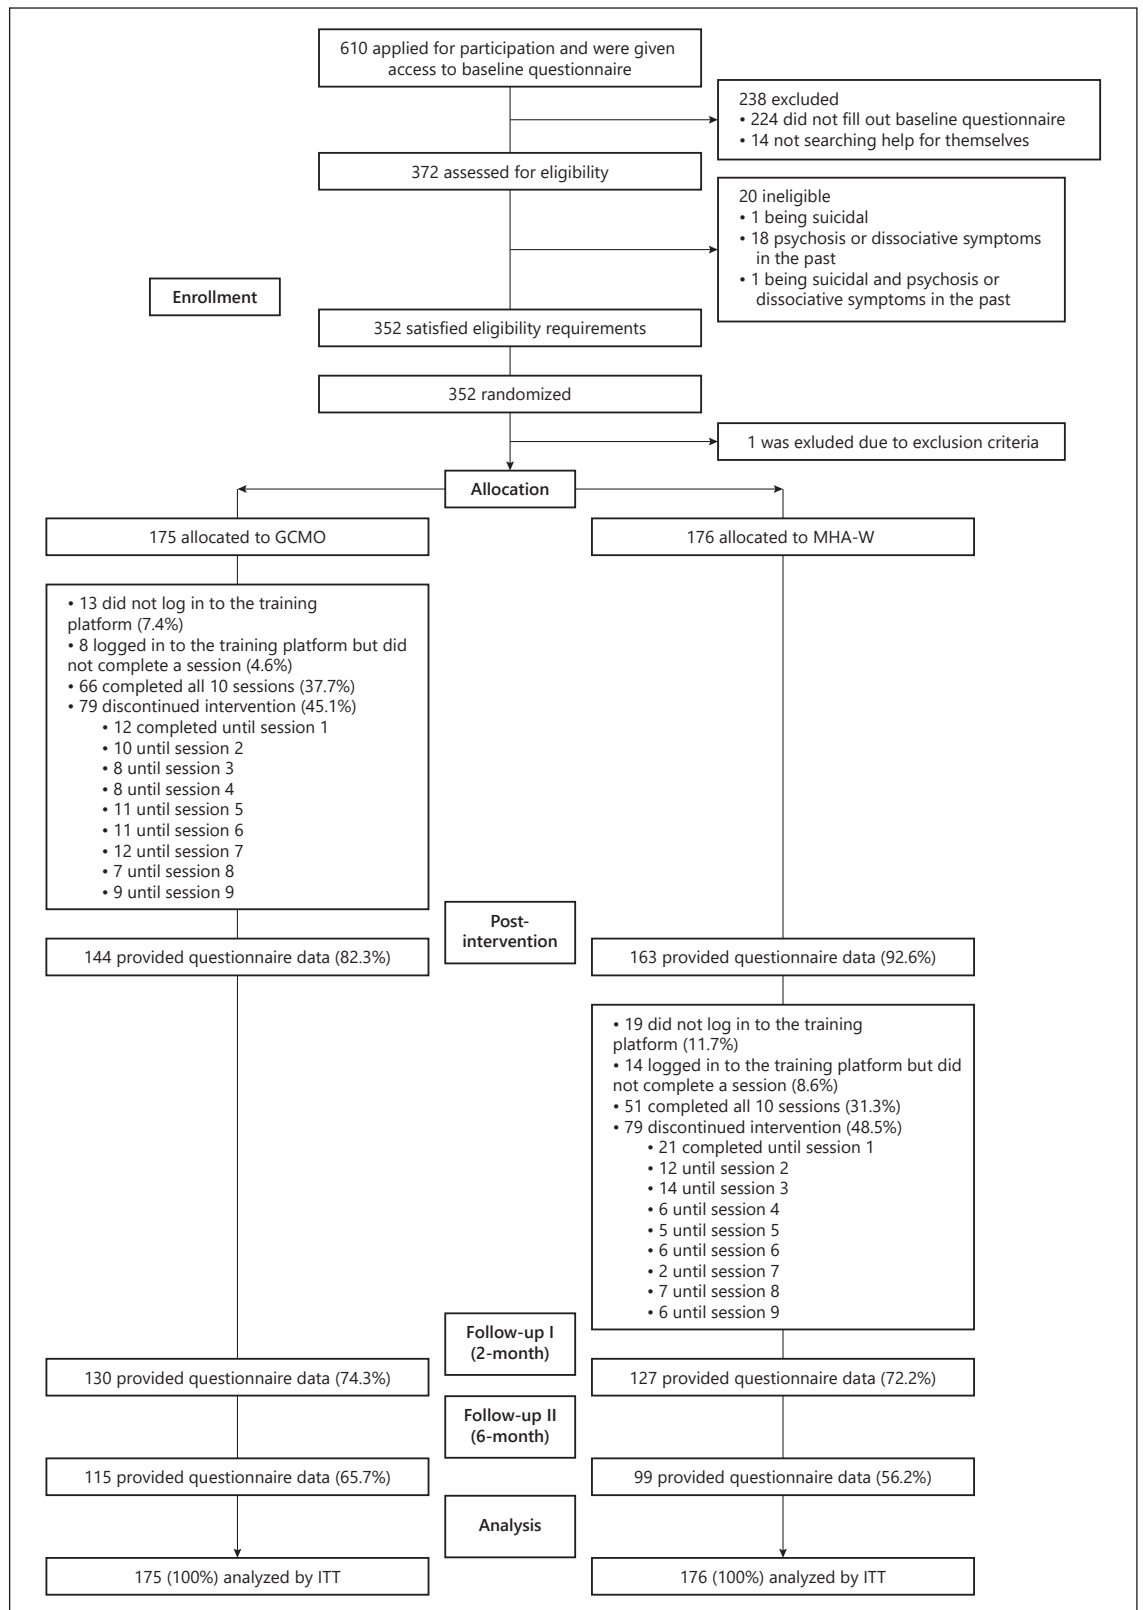 610 applied for participation and were given
access to baseline questionnaire
238 excluded
• 224 did not fill out baseline questionnaire
• 14 not searching help for themselves
372 assessed for eligibility
20 ineligible
• 1 being suicidal
• 18 psychosis or dissociative symptoms
in the past
• 1 being suicidal and psychosis or
dissociative symptoms in the past
Enrollment
352 satisfied eligibility requirements
352 randomized
1 was exluded due to exclusion criteria
Allocation
175 allocated to GCMO
176 allocated to MHA-W
• 13 did not log in to the training
platform (7.4%)
• 8 logged in to the training platform but did
not complete a session (4.6%)
• 66 completed all 10 sessions (37.7%)
• 79 discontinued intervention (45.1%)
• 12 completed until session 1
• 10 until session 2
• 8 until session 3
• 8 until session 4
• 11 until session 5
• 11 until session 6
• 12 until session 7
• 7 until session 8
• 9 until session 9
Post-
intervention
144 provided questionnaire data (82.3%)
163 provided questionnaire data (92.6%)
• 19 did not log in to the training
platform (11.7%)
• 14 logged in to the training platform but did
not complete a session (8.6%)
• 51 completed all 10 sessions (31.3%)
• 79 discontinued intervention (48.5%)
• 21 completed until session 1
• 12 until session 2
• 14 until session 3
• 6 until session 4
• 5 until session 5
• 6 until session 6
• 2 until session 7
• 7 until session 8
• 6 until session 9
Follow-up I
(2-month)
130 provided questionnaire data (74.3%)
127 provided questionnaire data (72.2%)
Follow-up II
(6-month)
115 provided questionnaire data (65.7%)
99 provided questionnaire data (56.2%)
Analysis
175 (100%) analyzed by ITT
176 (100%) analyzed by ITT